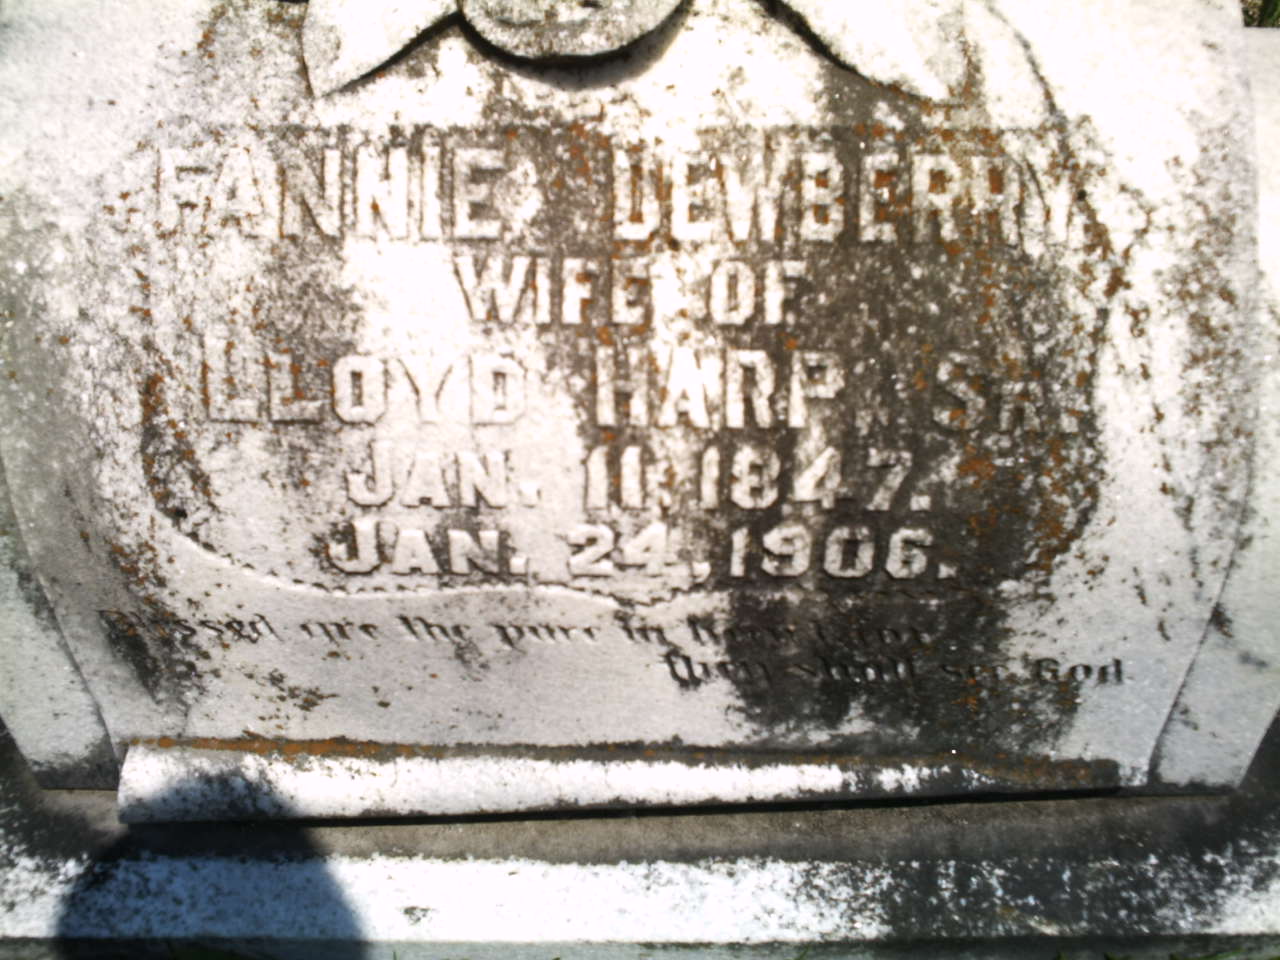 FANNIE DEWBERRY
WIFE OF
LLOYD HARP SR.
JAN. 11, 1847.
JAN. 24, 1906.
Blessed are the pure in
they shall see God.